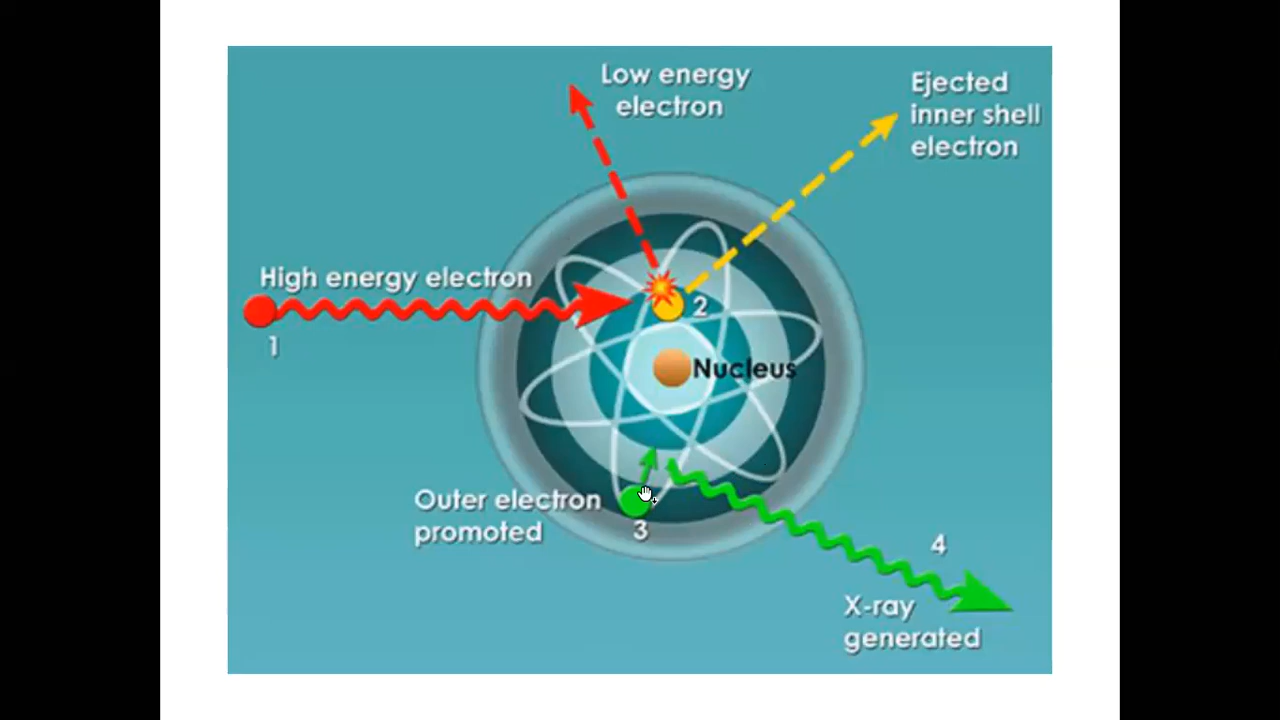 Low energy
electron
Ejected
inner shell
electron
High energy electron
1
2
Nucleus
Outer electron
promoted
3
4
X-ray
generated